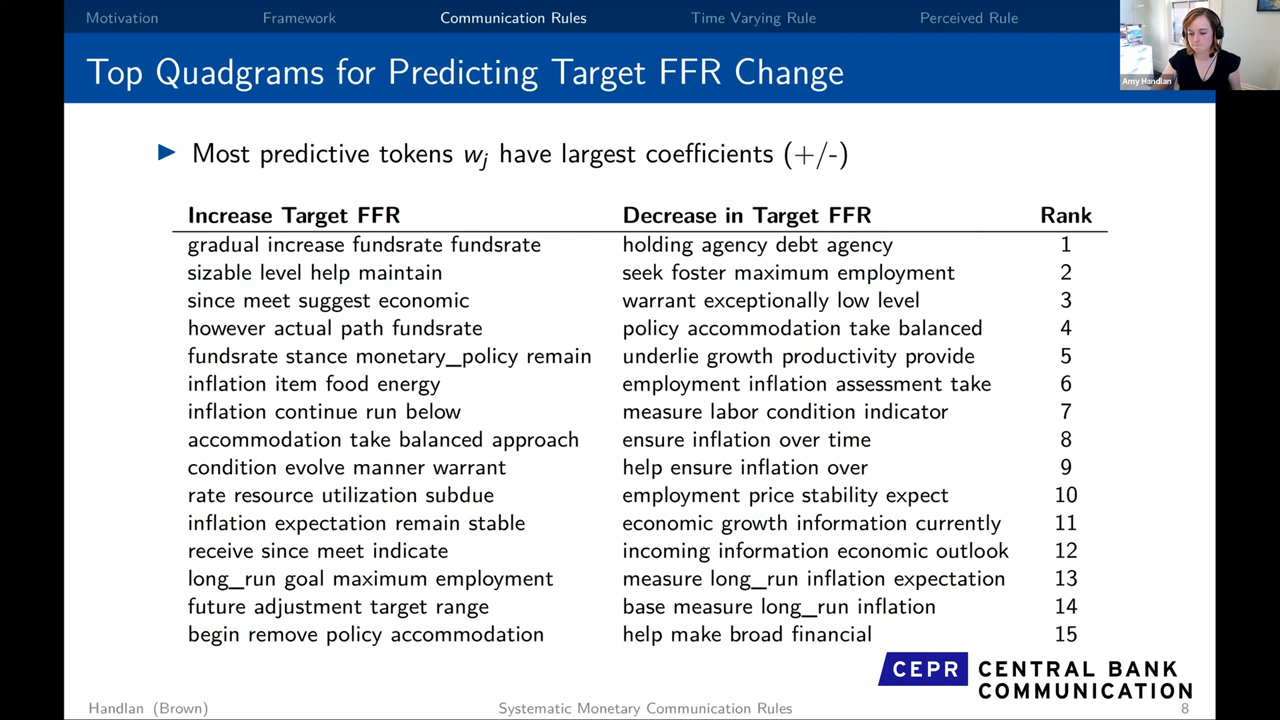 Motivation Framework Communication Rules Time Varying Rule Perceived Rule
Top Quadgrams for Predicting Target FFR Change
Amy Handlan
Most predictive tokens wj have largest coefficients (+/-)
Increase Target FFR Decrease in Target FFR Rank
gradual increase fundsrate fundsrate holding agency debt agency 1
sizable level help maintain seek foster maximum employment 2
since meet suggest economic warrant exceptionally low level 3
however actual path fundsrate policy accommodation take balanced 4
fundsrate stance monetary_policy remain underlie growth productivity provide 5
inflation item food energy employment inflation assessment take 6
inflation continue run below measure labor condition indicator 7
accommodation take balanced approach ensure inflation over time 8
condition evolve manner warrant help ensure inflation over 9
rate resource utilization subdue employment price stability expect 10
inflation expectation remain stable economic growth information currently 11
receive since meet indicate incoming information economic outlook 12
long_run goal maximum employment measure long_run inflation expectation 13
future adjustment target range base measure long_run inflation 14
begin remove policy accommodation help make broad financial 15
CEPR CENTRAL BANK
COMMUNICATION
Handlan (Brown) Systematic Monetary Communication Rules 8